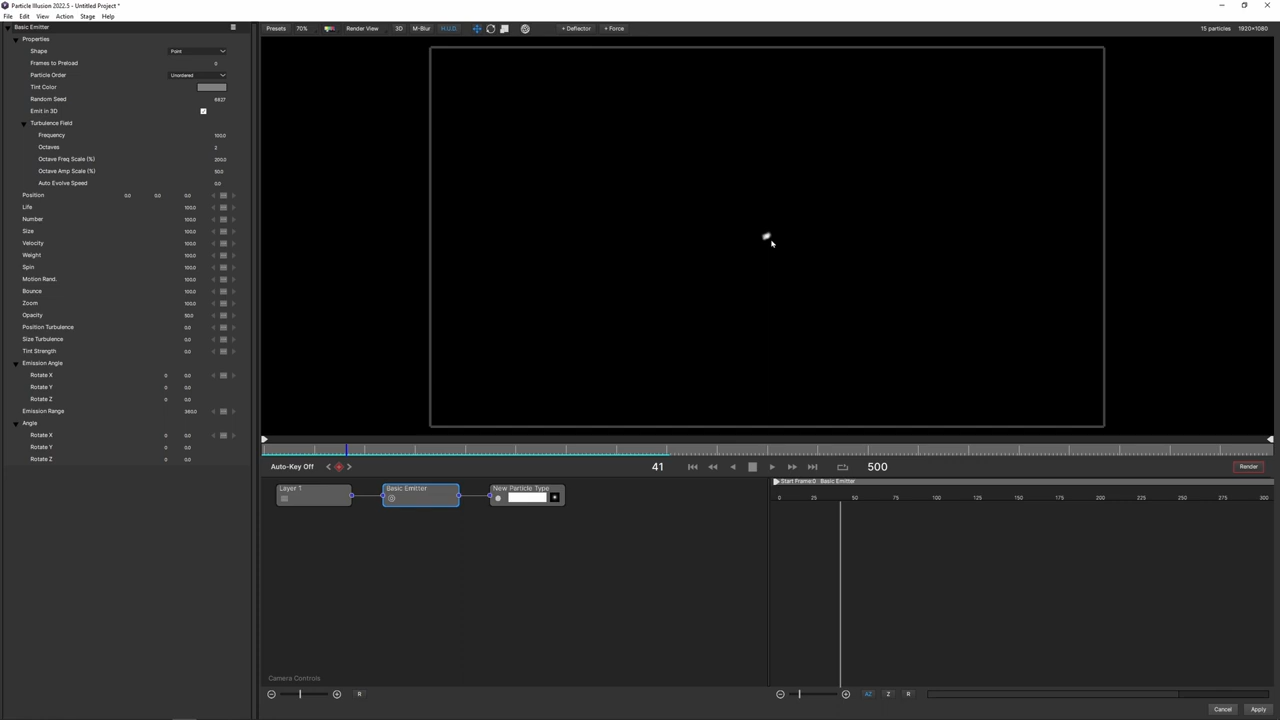 Particle Illusion 2022.5 - Untitled Project *
File Edit View Action Stage Help
Basic Emitter
Properties
Shape Point
Frames to Preload 0
Particle Order Unordered
Tint Color
Random Seed 6827
Emit in 3D
Turbulence Field
Frequency 100.0
Octaves 2
Octave Freq Scale (%) 200.0
Octave Amp Scale (%) 50.0
Auto Evolve Speed 0.0
Position 0.0 0.0 0.0
Life 100.0
Number 100.0
Size 100.0
Velocity 100.0
Weight 100.0
Spin 100.0
Motion Rand. 100.0
Bounce 100.0
Zoom 100.0
Opacity 50.0
Position Turbulence 0.0
Size Turbulence 0.0
Tint Strength 0.0
Emission Angle
Rotate X 0 0.0
Rotate Y 0 0.0
Rotate Z 0 0.0
Emission Range 360.0
Angle
Rotate X 0 0.0
Rotate Y 0 0.0
Rotate Z 0 0.0
Presets 70% Render View 3D M-Blur H.U.D. + Deflector + Force 15 particles 1920×1080
Auto-Key Off 41 500 Render
Layer 1
Basic Emitter
New Particle Type
Camera Controls
R
Start Frame:0 Basic Emitter
0 25 50 75 100 125 150 175 200 225 250 275 300
AZ Z R
Cancel Apply